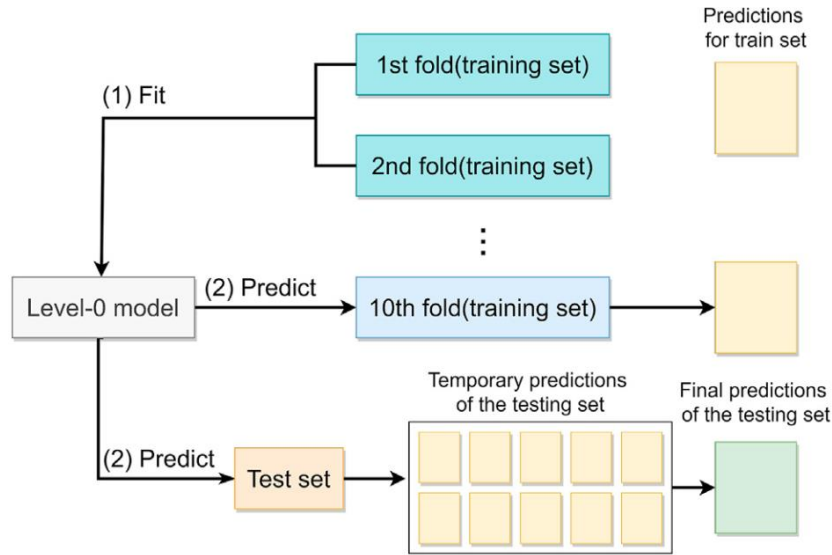 Predictions
for train set
1st fold(training set)
(1) Fit
2nd fold(training set)
(2) Predict
Level-0 model
10th fold(training set)
Temporary predictions
of the testing set
Final predictions
of the testing set
(2) Predict
Test set